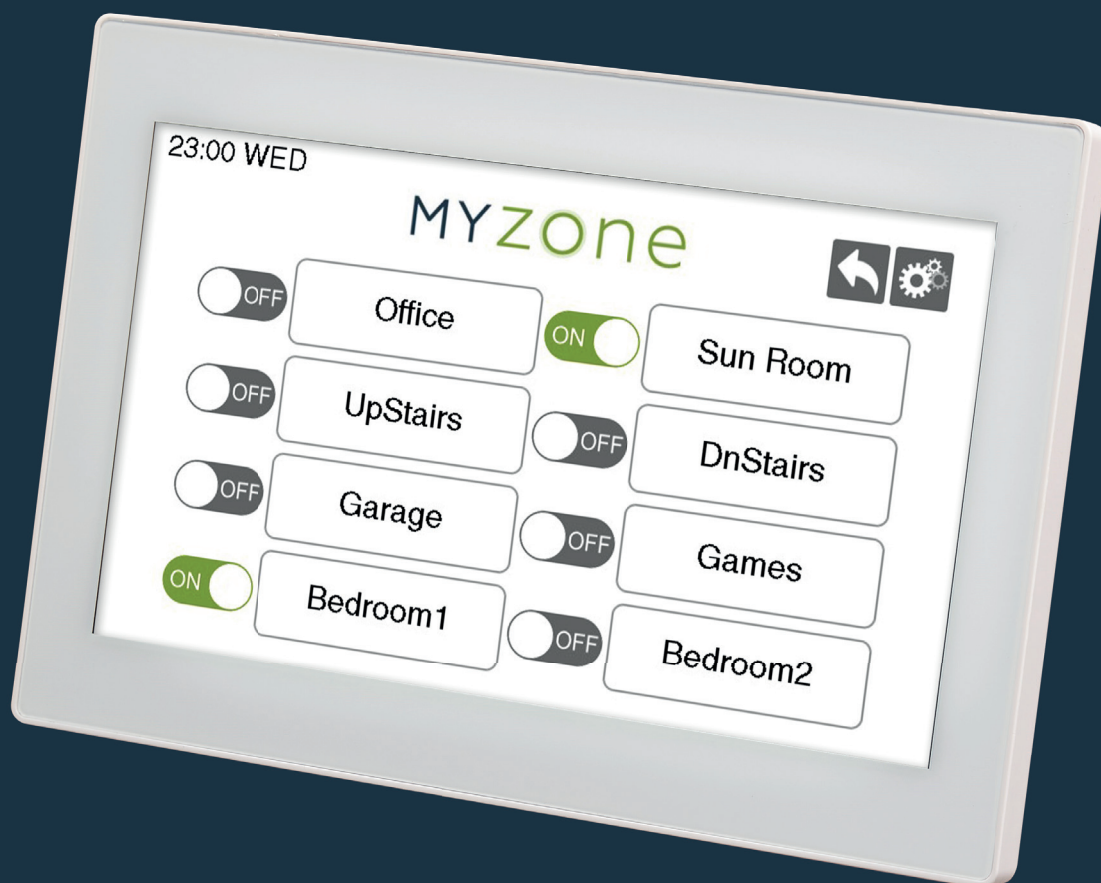 23:00 WED
MYZONE
OFF Office ON Sun Room
OFF UpStairs OFF DnStairs
OFF Garage OFF Games
ON Bedroom1 OFF Bedroom2